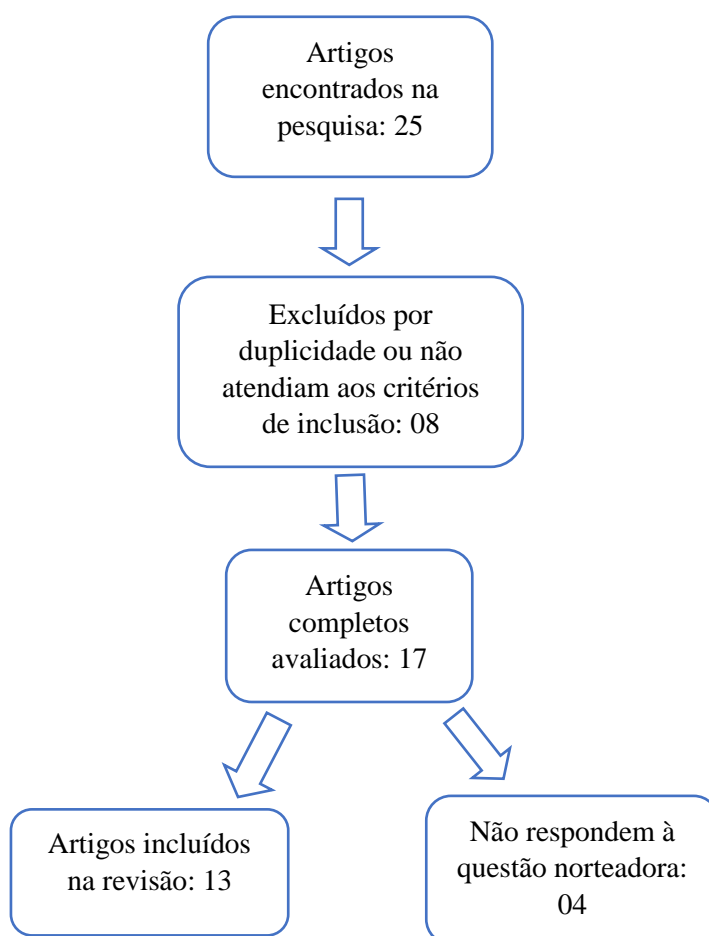 Artigos
encontrados na
pesquisa: 25
Excluídos por
duplicidade ou não
atendiam aos critérios
de inclusão: 08
Artigos
completos
avaliados: 17
Artigos incluídos
na revisão: 13
Não respondem à
questão norteadora:
04